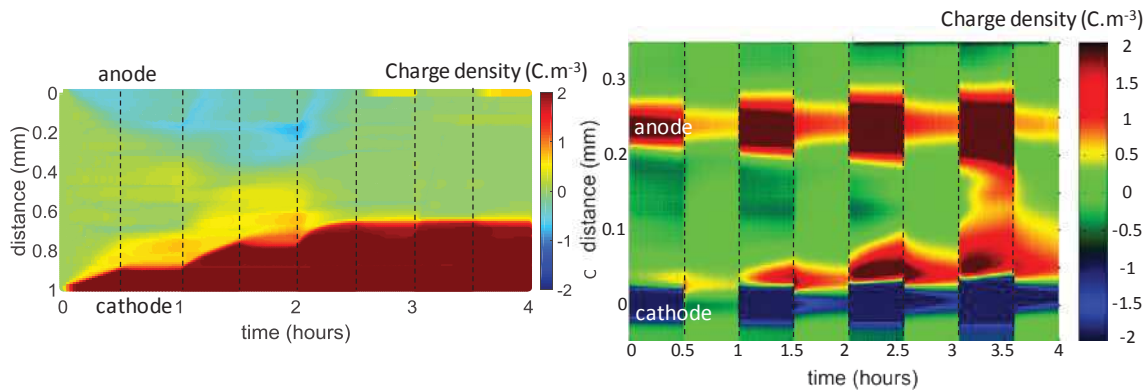 anode
Charge density (C.m-³)
0
0.2
0.4
0.6
0.8
1
distance (mm)
cathode
0 1 2 3 4
time (hours)
2
1
0
-1
-2
Charge density (C.m-³)
0.3
0.2
0.1
0
C distance (mm)
anode
cathode
0 0.5 1 1.5 2 2.5 3 3.5 4
time (hours)
2
1.5
1
0.5
0
-0.5
-1
-1.5
-2